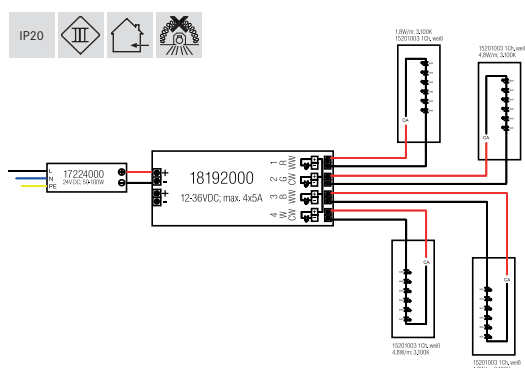 IP20
III
1,8W/m; 3.100K
15201003 1Ch, weiß
CA
15201003 1Ch, weiß
4,8W/m; 3.100K
CA
L
N
PE
17224000
24V DC; 50-100W
+
-
+
-
18192000
12-36VDC; max. 4x5A
1 R WW
2 G CW
3 B WW
4 W CW
CA
15201003 1Ch, weiß
4,8W/m; 3.100K
CA
15201003 1Ch, weiß